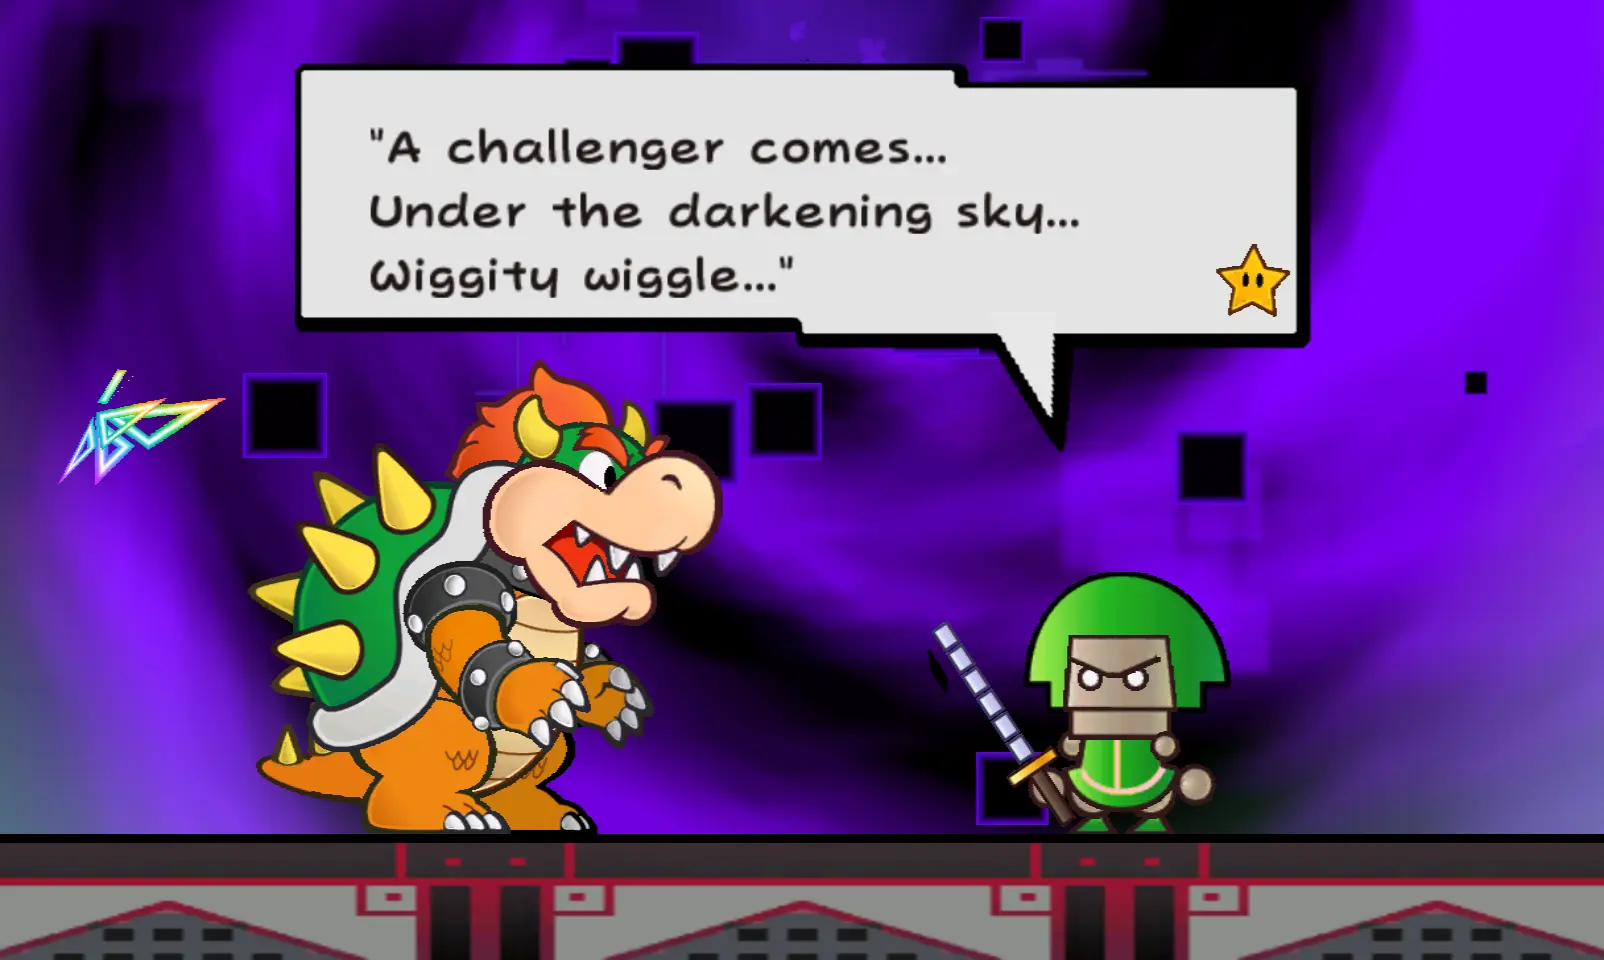 "A challenger comes...
Under the darkening sky...
Wiggity wiggle..."